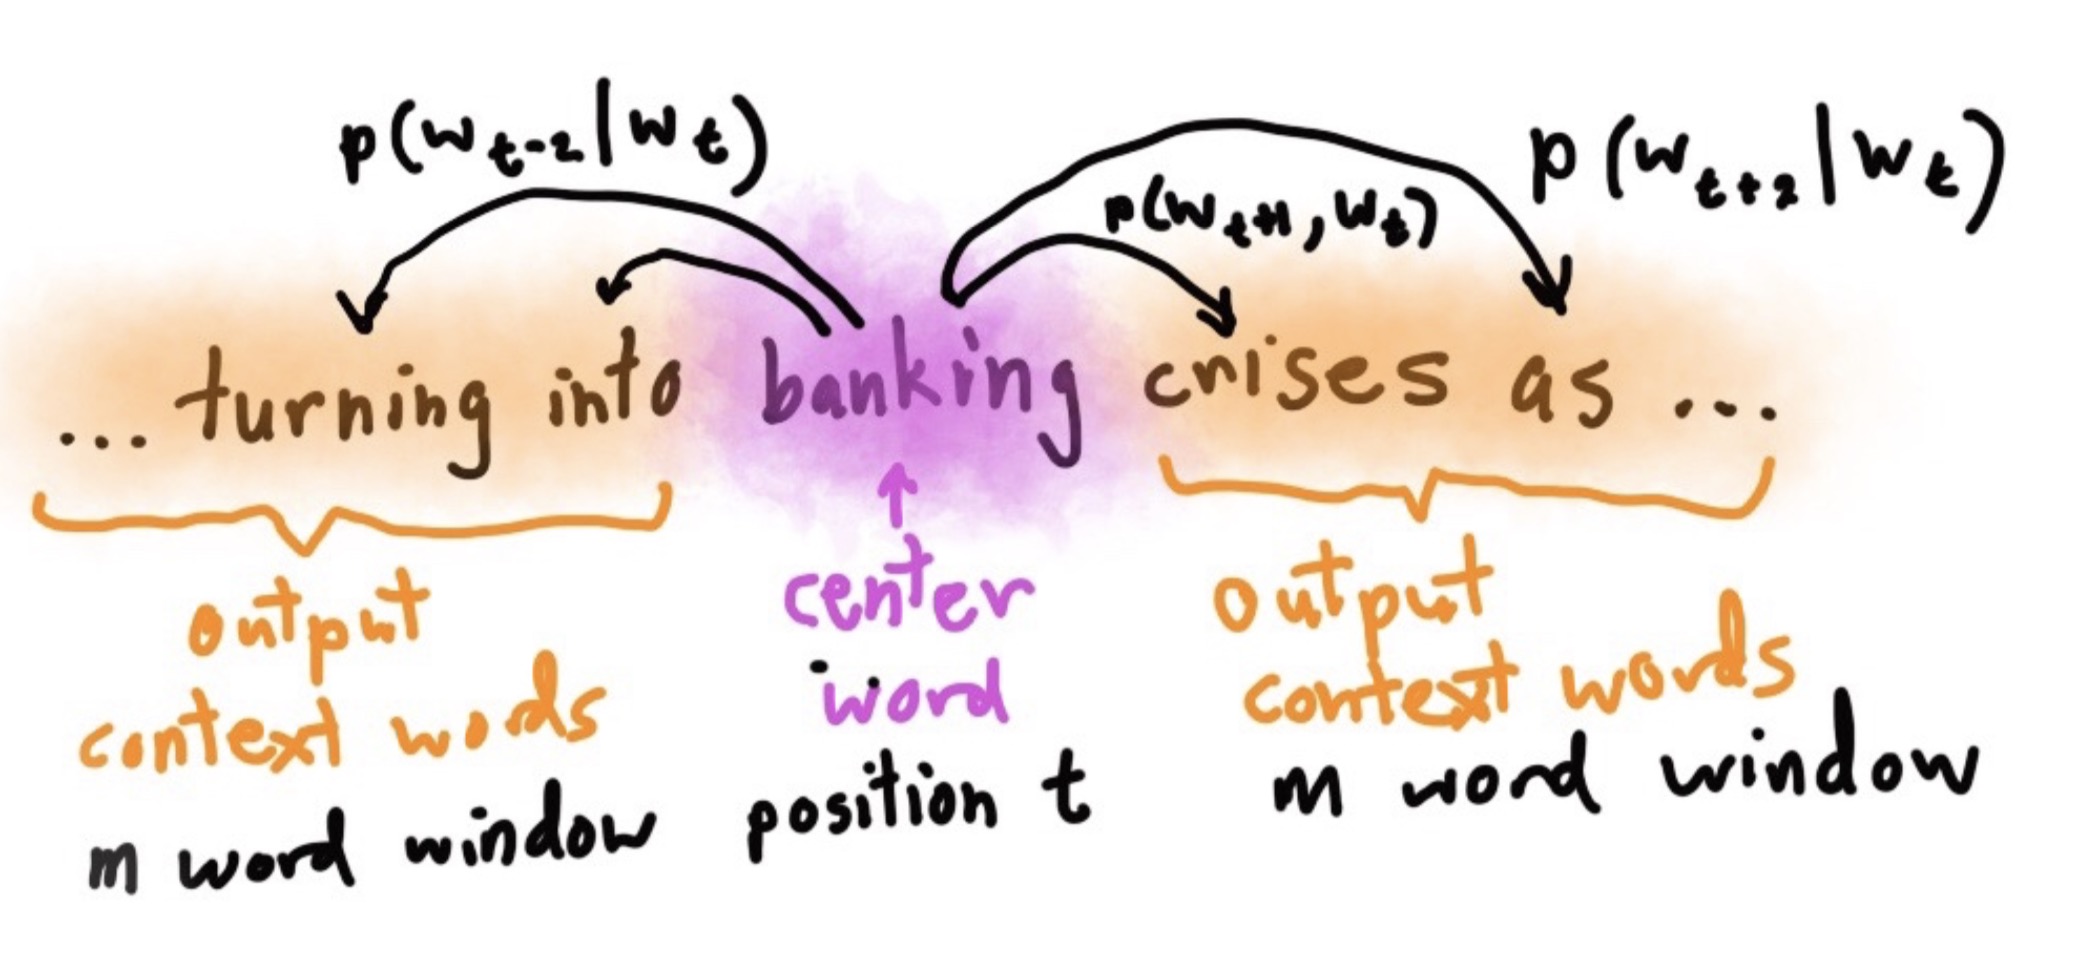 p(w_{t-2}|w_t)
p(w_{t+1}, w_t)
p(w_{t+2}|w_t)
... turning into banking crises as ...
output
context wods
m word window
center
word
position t
output
context words
m word window